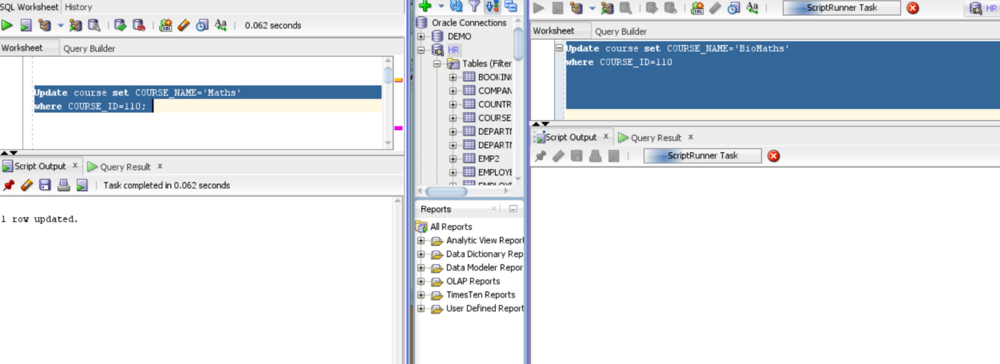 SQL Worksheet History
0.062 seconds
Worksheet Query Builder
Update course set COURSE_NAME='Maths'
where COURSE_ID=110;
Script Output x Query Result x
Task completed in 0.062 seconds
1 row updated.
Oracle Connections
DEMO
HR
Tables (Filter
BOOKING
COMPAN
COUNTR
COURSE
DEPARTM
DEPARTM
EMP2
EMPLOYE
EMPLOYE
Reports
All Reports
Analytic View Report
Data Dictionary Rep
Data Modeler Repor
OLAP Reports
TimesTen Reports
User Defined Report
ScriptRunner Task
HR
Worksheet Query Builder
Update course set COURSE_NAME='BioMaths'
where COURSE_ID=110
Script Output x Query Result x
ScriptRunner Task